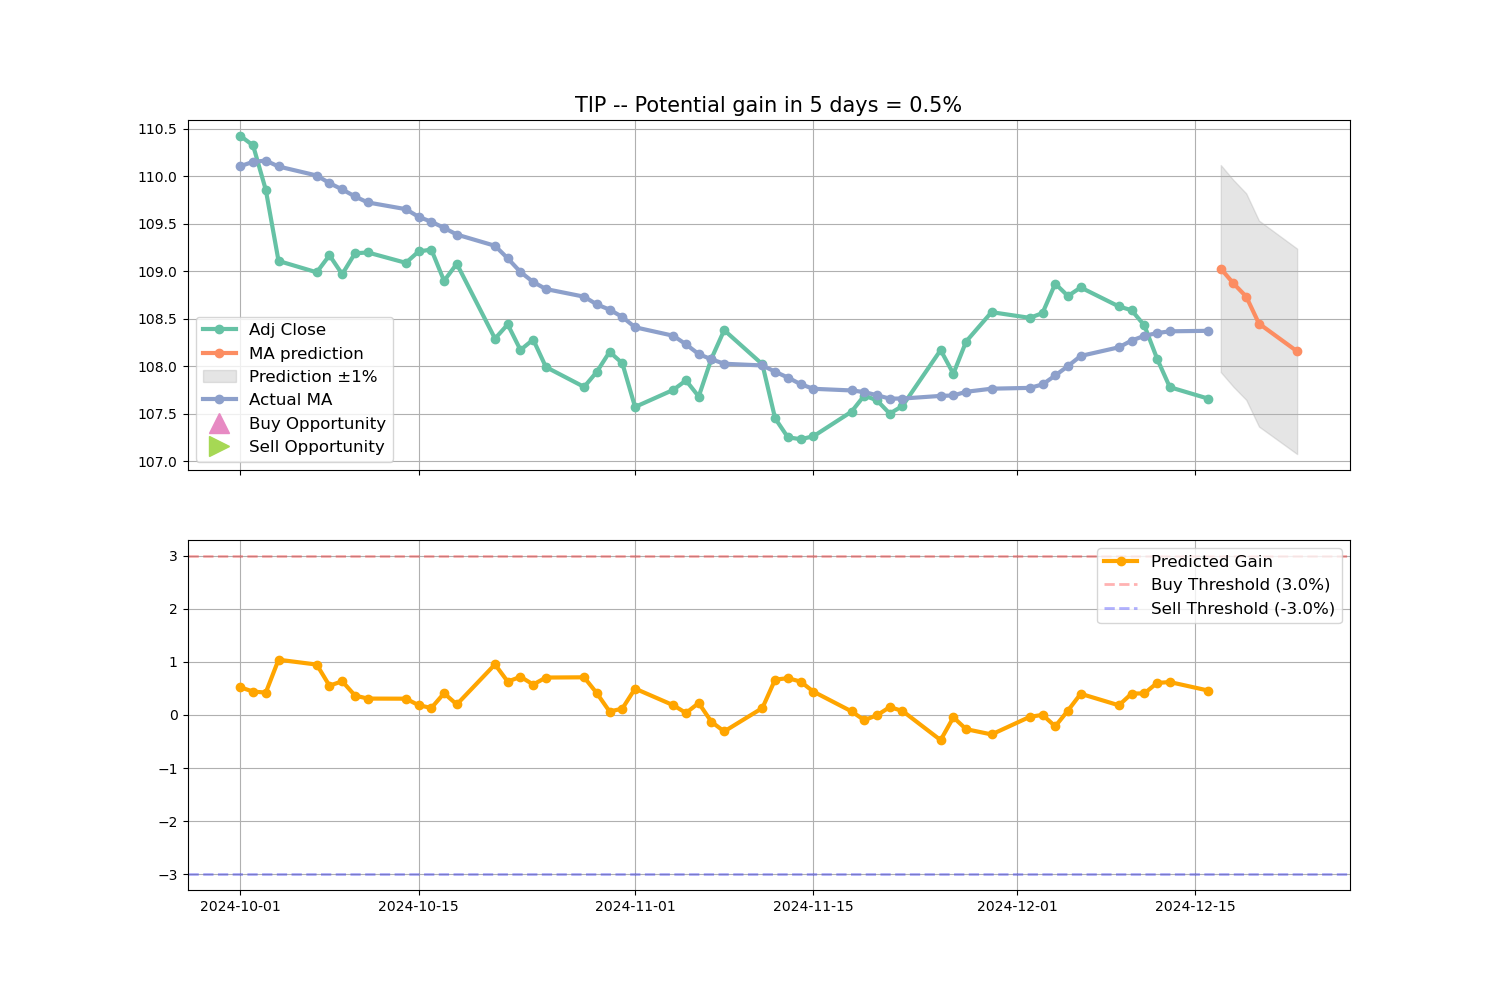 TIP -- Potential gain in 5 days = 0.5%
110.5
110.0
109.5
109.0
108.5
108.0
107.5
107.0
Adj Close
MA prediction
Prediction ±1%
Actual MA
Buy Opportunity
Sell Opportunity
3
2
1
0
−1
−2
−3
Predicted Gain
Buy Threshold (3.0%)
Sell Threshold (-3.0%)
2024-10-01
2024-10-15
2024-11-01
2024-11-15
2024-12-01
2024-12-15